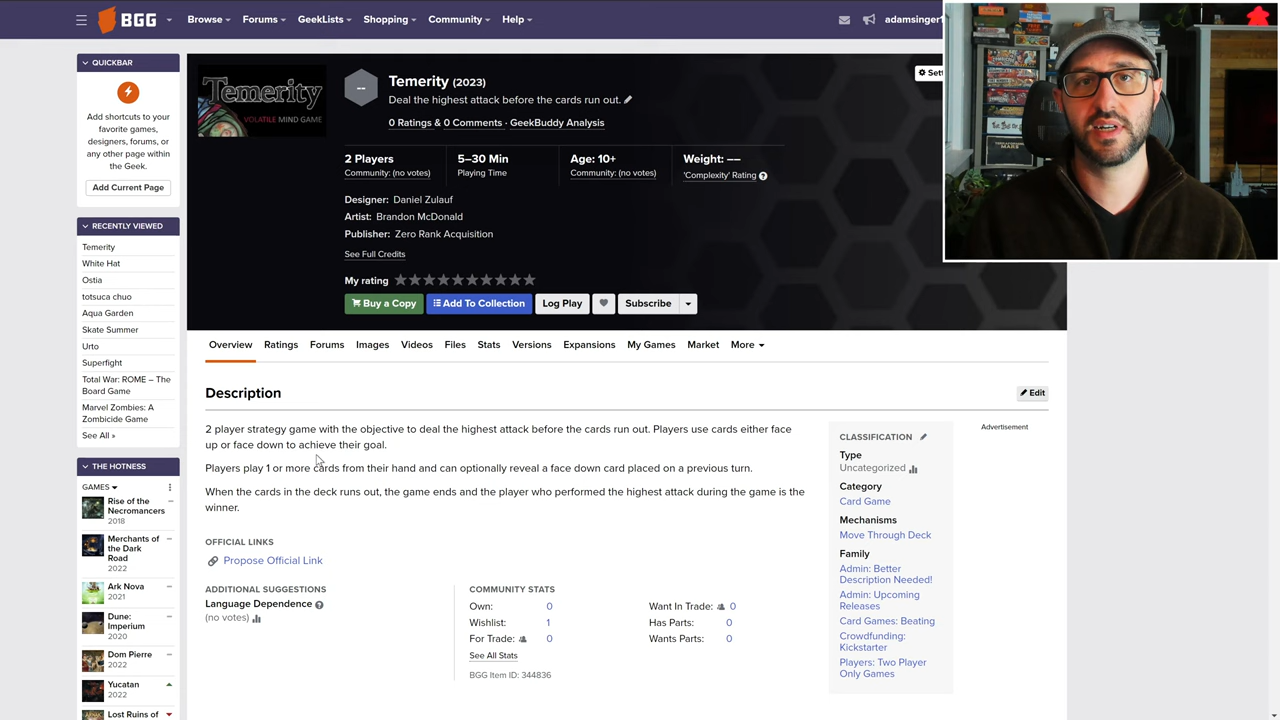 BGG
Browse
Forums
GeekLists
Shopping
Community
Help
adamsinger1
QUICKBAR
Add shortcuts to your
favorite games,
designers, forums, or
any other page within
the Geek.
Add Current Page
RECENTLY VIEWED
Temerity
White Hat
Ostia
totsuca chuo
Aqua Garden
Skate Summer
Urto
Superfight
Total War: ROME – The
Board Game
Marvel Zombies: A
Zombicide Game
See All »
THE HOTNESS
GAMES
Rise of the
Necromancers
2018
Merchants of
the Dark
Road
2022
Ark Nova
2021
Dune:
Imperium
2020
Dom Pierre
2022
Yucatan
2022
Lost Ruins of
Temerity
VOLATILE MIND GAME
--
Temerity (2023)
Deal the highest attack before the cards run out.
0 Ratings & 0 Comments · GeekBuddy Analysis
2 Players
Community: (no votes)
5–30 Min
Playing Time
Age: 10+
Community: (no votes)
Weight: --
'Complexity' Rating
Designer: Daniel Zulauf
Artist: Brandon McDonald
Publisher: Zero Rank Acquisition
See Full Credits
My rating
Buy a Copy
Add To Collection
Log Play
Subscribe
Overview
Ratings
Forums
Images
Videos
Files
Stats
Versions
Expansions
My Games
Market
More
Description
Edit
2 player strategy game with the objective to deal the highest attack before the cards run out. Players use cards either face
up or face down to achieve their goal.
Players play 1 or more cards from their hand and can optionally reveal a face down card placed on a previous turn.
When the cards in the deck runs out, the game ends and the player who performed the highest attack during the game is the
winner.
OFFICIAL LINKS
Propose Official Link
ADDITIONAL SUGGESTIONS
Language Dependence
(no votes)
COMMUNITY STATS
Own: 0
Wishlist: 1
For Trade: 0
See All Stats
BGG Item ID: 344836
Want In Trade: 0
Has Parts: 0
Wants Parts: 0
CLASSIFICATION
Type
Uncategorized
Category
Card Game
Mechanisms
Move Through Deck
Family
Admin: Better
Description Needed!
Admin: Upcoming
Releases
Card Games: Beating
Crowdfunding:
Kickstarter
Players: Two Player
Only Games
Advertisement